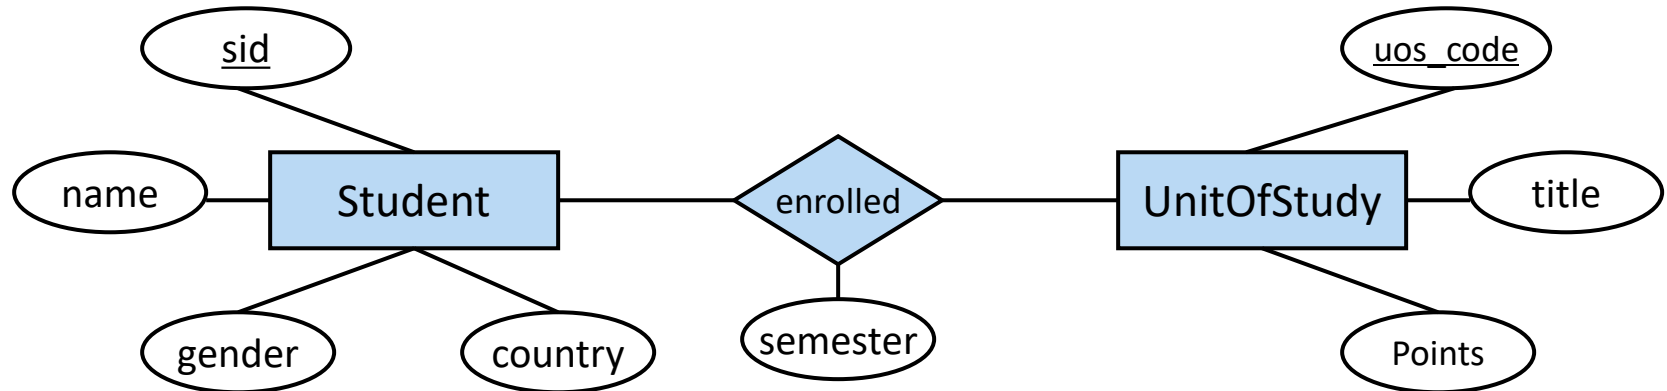 sid
uos_code
name
Student
enrolled
UnitOfStudy
title
gender
country
semester
Points